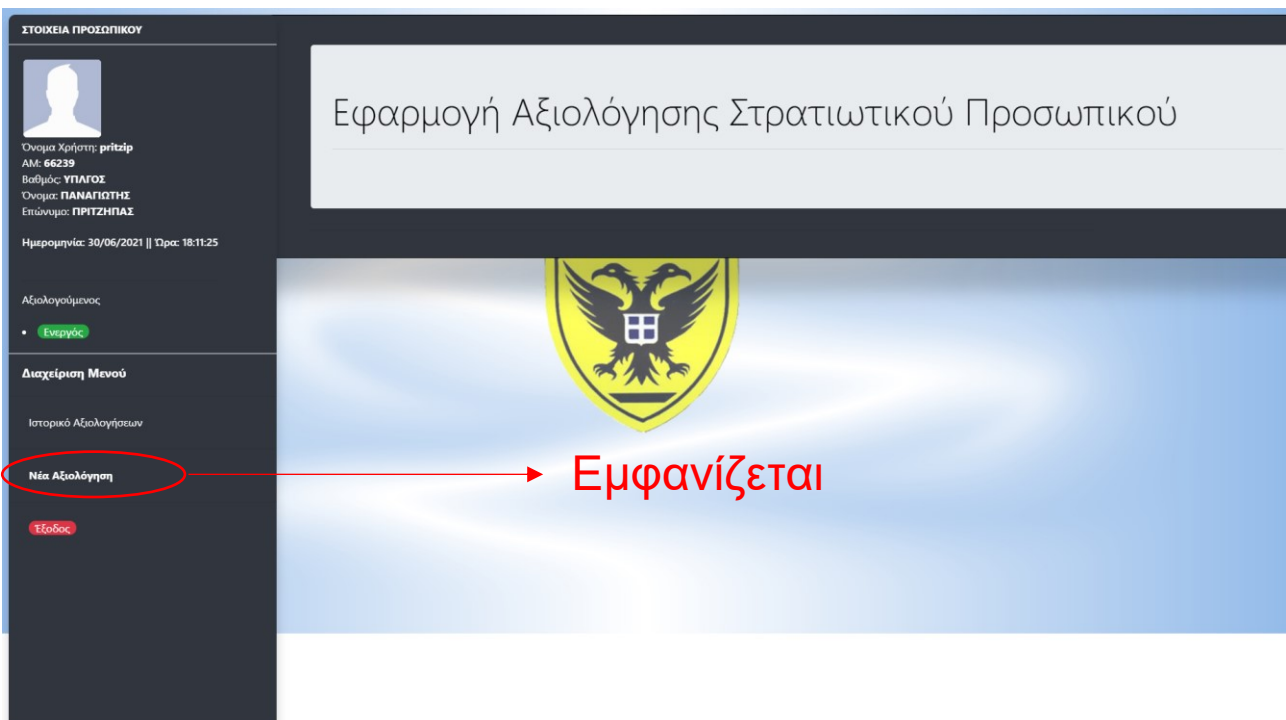 ΣΤΟΙΧΕΙΑ ΠΡΟΣΩΠΙΚΟΥ
Όνομα Χρήστη: pritzip
ΑΜ: 66239
Βαθμός: ΥΠΛΓΟΣ
Όνομα: ΠΑΝΑΓΙΩΤΗΣ
Επώνυμο: ΠΡΙΤΖΗΠΑΣ
Ημερομηνία: 30/06/2021 || Ώρα: 18:11:25
Αξιολογούμενος
• Ενεργός
Διαχείριση Μενού
Ιστορικό Αξιολογήσεων
Νέα Αξιολόγηση
Έξοδος
Εφαρμογή Αξιολόγησης Στρατιωτικού Προσωπικού
Εμφανίζεται